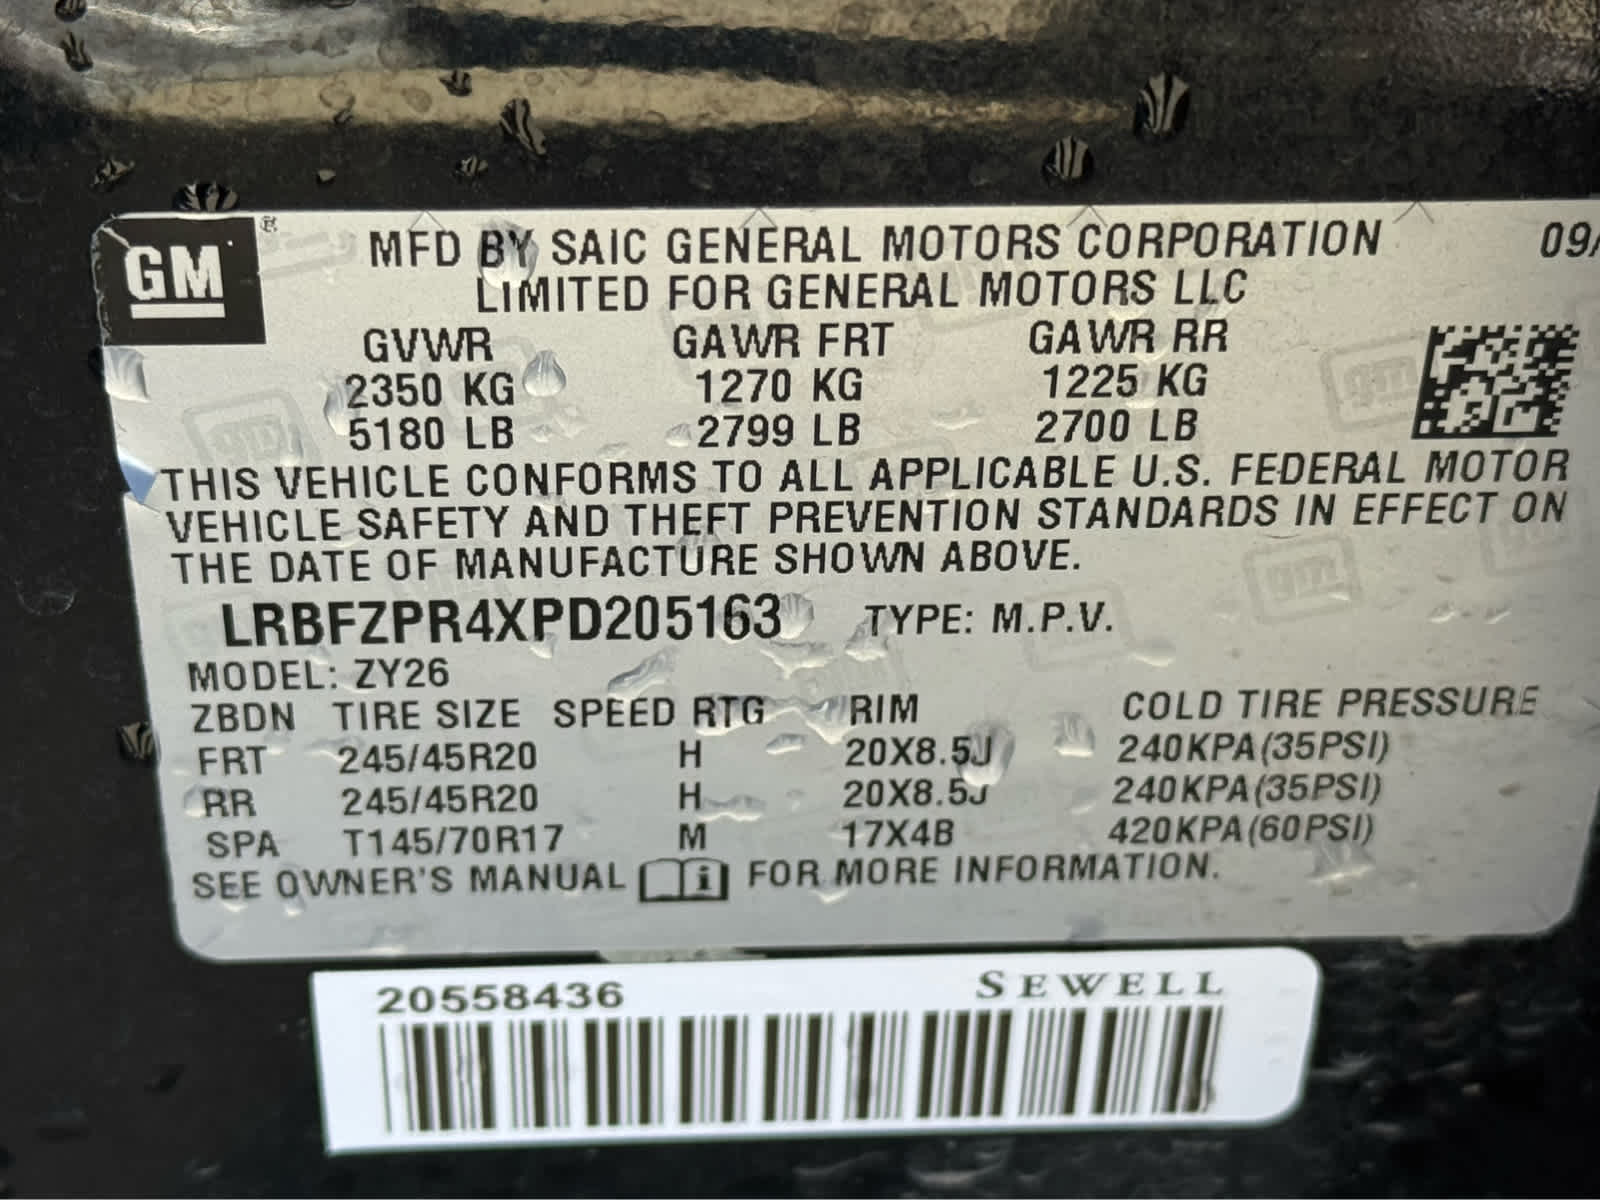 GM ® MFD BY SAIC GENERAL MOTORS CORPORATION 09/
LIMITED FOR GENERAL MOTORS LLC
GVWR GAWR FRT GAWR RR
2350 KG 1270 KG 1225 KG
5180 LB 2799 LB 2700 LB
THIS VEHICLE CONFORMS TO ALL APPLICABLE U.S. FEDERAL MOTOR
VEHICLE SAFETY AND THEFT PREVENTION STANDARDS IN EFFECT ON
THE DATE OF MANUFACTURE SHOWN ABOVE.
LRBFZPR4XPD205163 TYPE: M.P.V.
MODEL: ZY26
ZBDN TIRE SIZE SPEED RTG RIM COLD TIRE PRESSURE
FRT 245/45R20 H 20X8.5J 240KPA(35PSI)
RR 245/45R20 H 20X8.5J 240KPA(35PSI)
SPA T145/70R17 M 17X4B 420KPA(60PSI)
SEE OWNER'S MANUAL i FOR MORE INFORMATION.
20558436 SEWELL